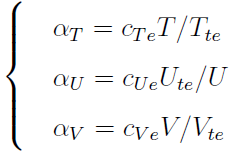 α_T = c_{Te}T/T_{te}
α_U = c_{Ue}U_{te}/U
α_V = c_{Ve}V/V_{te}